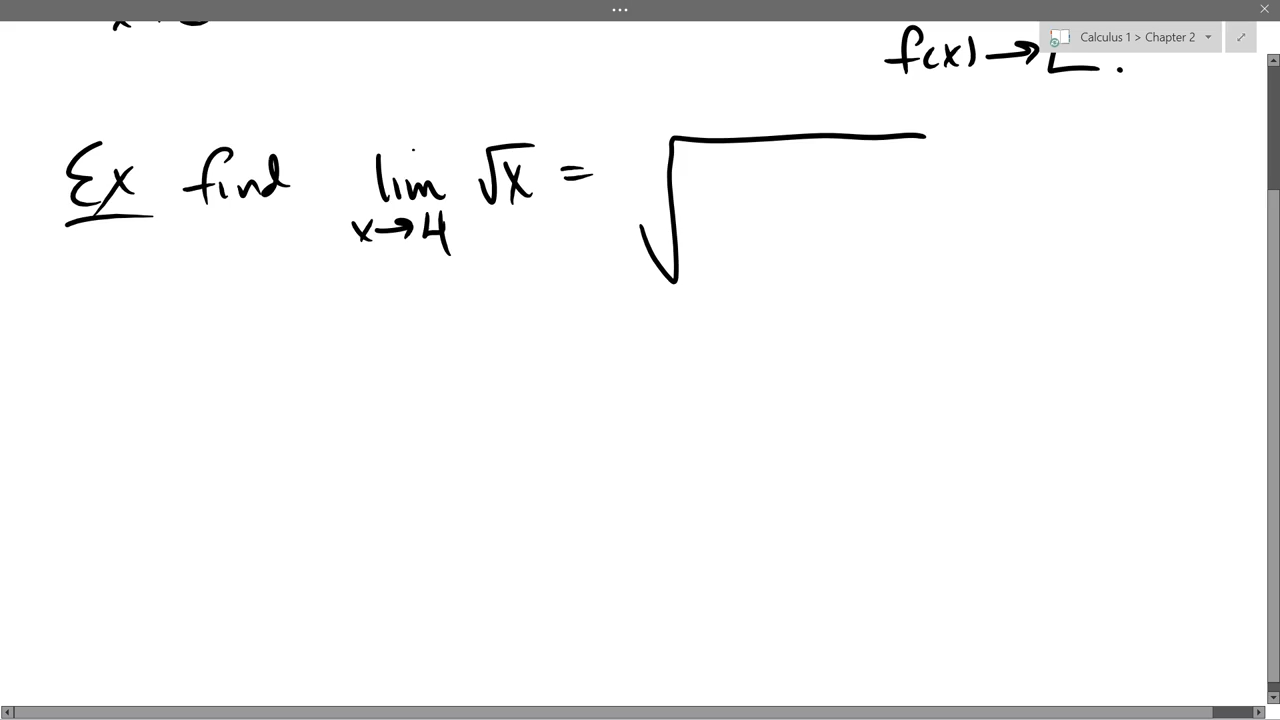 Calculus 1 > Chapter 2
f(x) → L.
Ex find lim √x = √
x→4